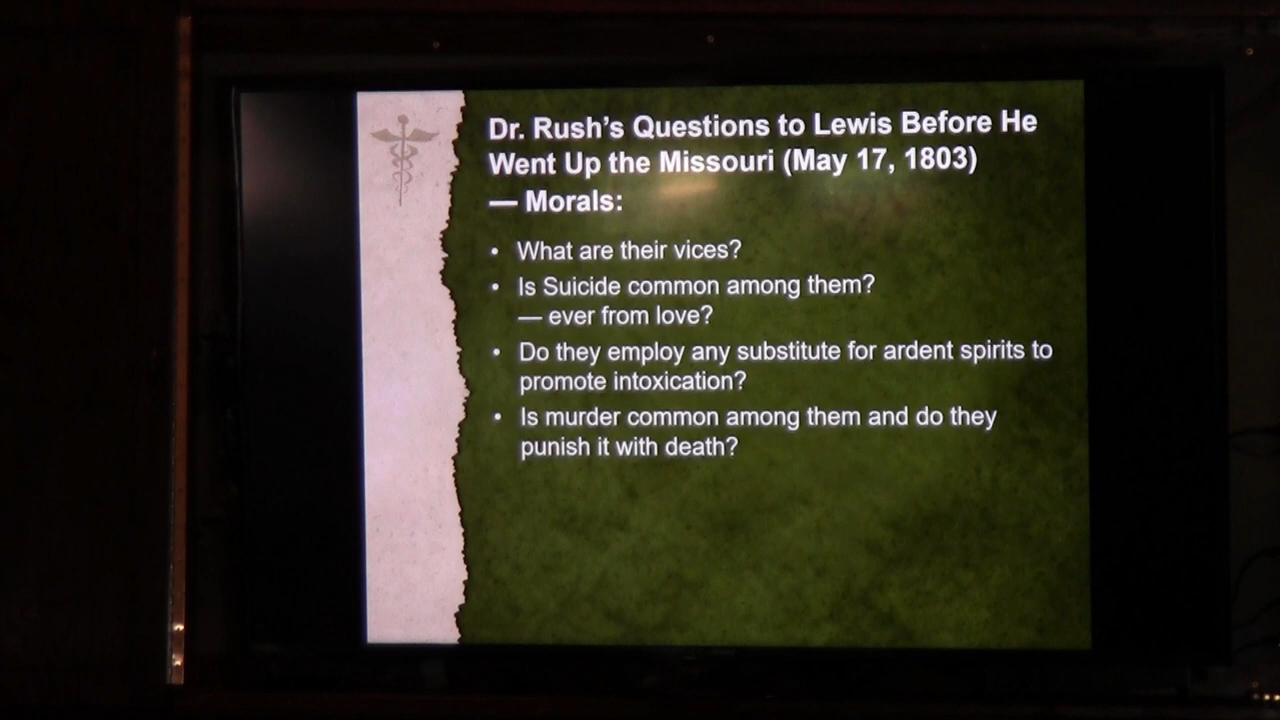 Dr. Rush's Questions to Lewis Before He
Went Up the Missouri (May 17, 1803)
— Morals:
• What are their vices?
• Is Suicide common among them?
— ever from love?
• Do they employ any substitute for ardent spirits to
promote intoxication?
• Is murder common among them and do they
punish it with death?